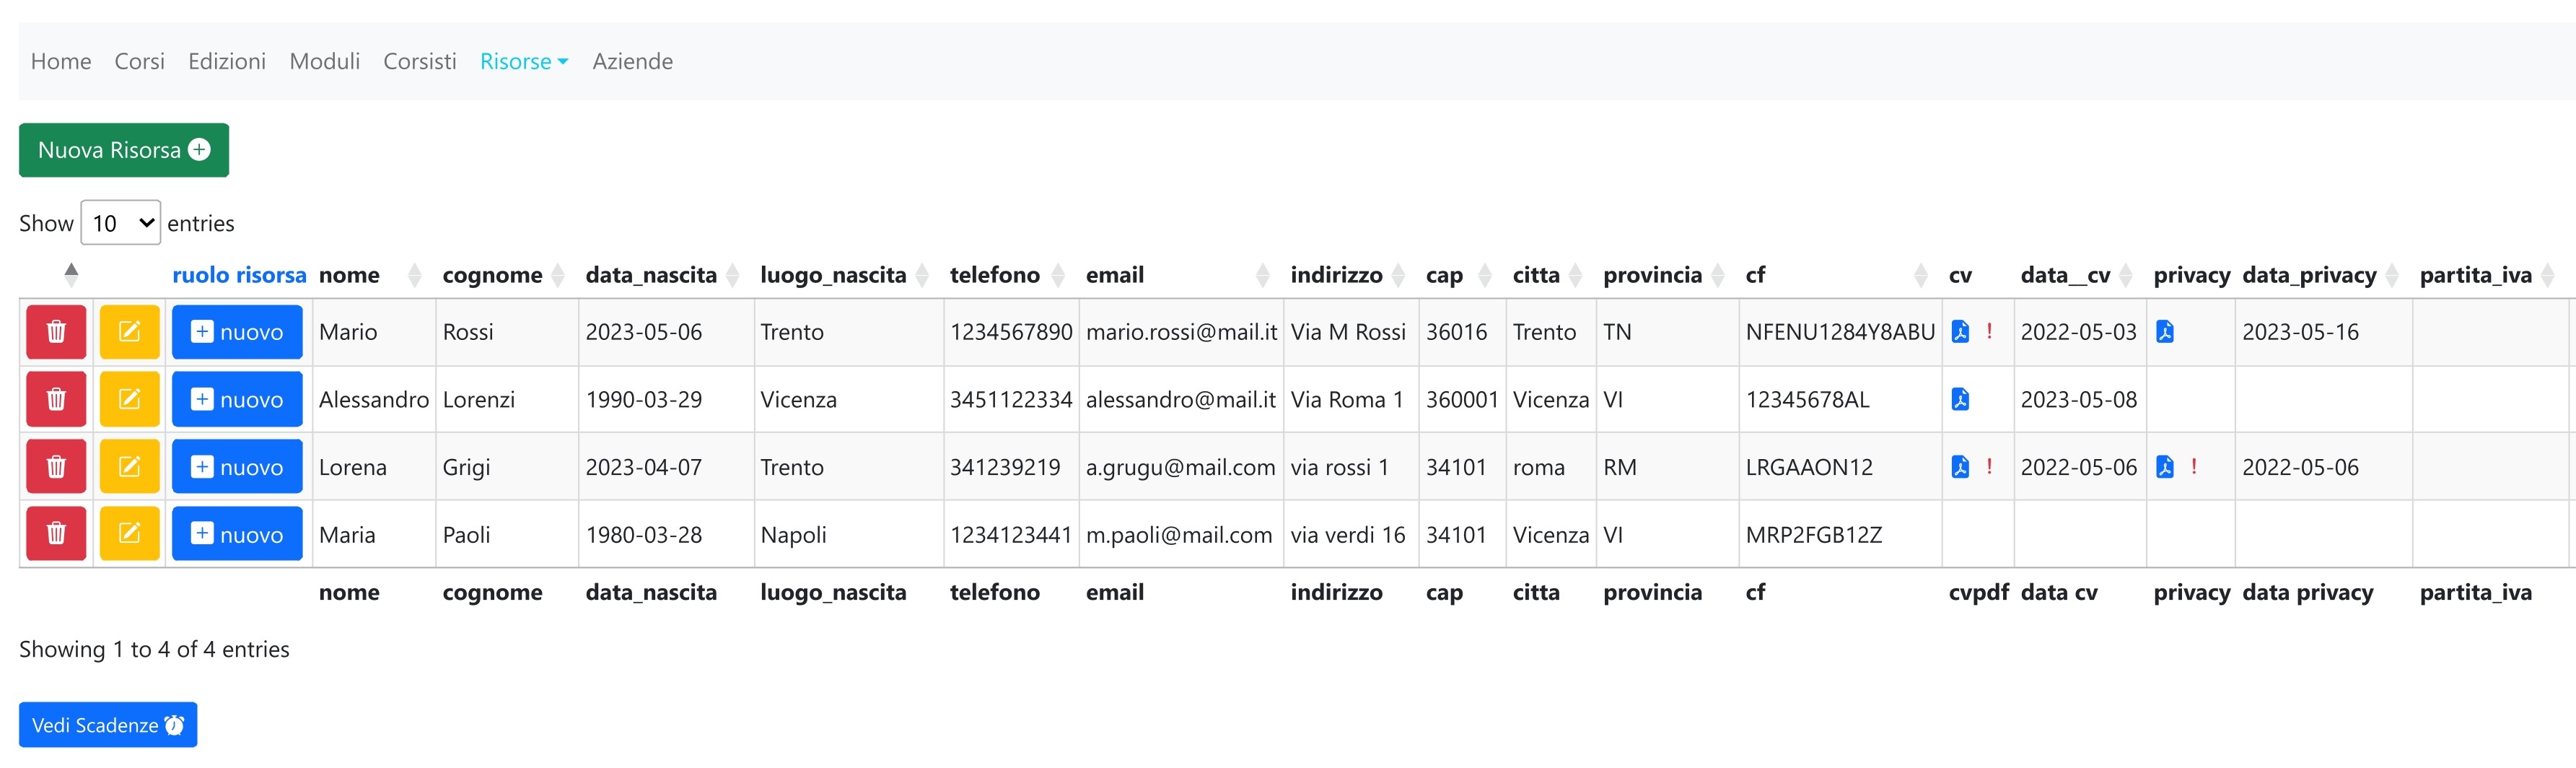 Home Corsi Edizioni Moduli Corsisti Risorse Aziende
Nuova Risorsa
Show 10 entries
ruolo risorsa nome cognome data_nascita luogo_nascita telefono email indirizzo cap citta provincia cf cv data__cv privacy data_privacy partita_iva
nuovo Mario Rossi 2023-05-06 Trento 1234567890 mario.rossi@mail.it Via M Rossi 36016 Trento TN NFENU1284Y8ABU ! 2022-05-03 2023-05-16
nuovo Alessandro Lorenzi 1990-03-29 Vicenza 3451122334 alessandro@mail.it Via Roma 1 360001 Vicenza VI 12345678AL 2023-05-08
nuovo Lorena Grigi 2023-04-07 Trento 341239219 a.grugu@mail.com via rossi 1 34101 roma RM LRGAAON12 ! 2022-05-06 ! 2022-05-06
nuovo Maria Paoli 1980-03-28 Napoli 1234123441 m.paoli@mail.com via verdi 16 34101 Vicenza VI MRP2FGB12Z
nome cognome data_nascita luogo_nascita telefono email indirizzo cap citta provincia cf cvpdf data cv privacy data privacy partita_iva
Showing 1 to 4 of 4 entries
Vedi Scadenze